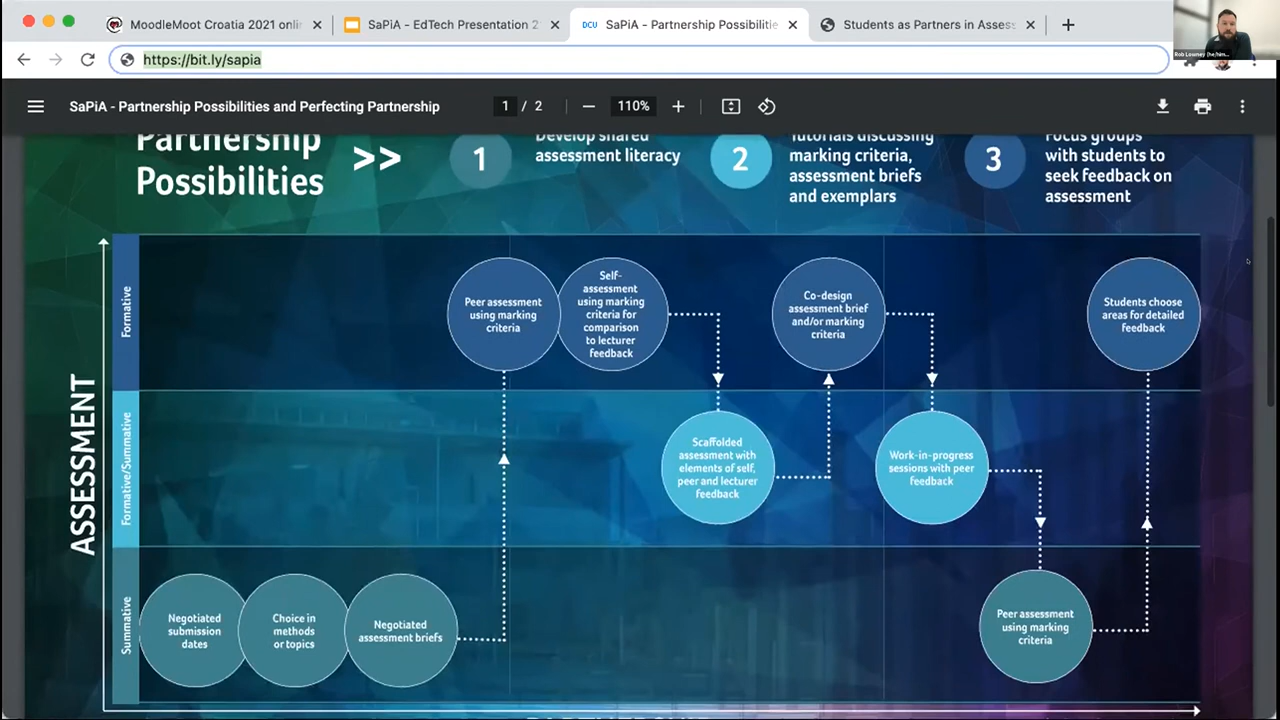 MoodleMoot Croatia 2021 onli
SaPiA - EdTech Presentation 2
DCU SaPiA - Partnership Possibilitie
Students as Partners in Assess
https://bit.ly/sapia
SaPiA - Partnership Possibilities and Perfecting Partnership
1 / 2
110%
Partnership
Possibilities
>>
1
Develop shared
assessment literacy
2
Tutorials discussing
marking criteria,
assessment briefs
and exemplars
3
Focus groups
with students to
seek feedback on
assessment
ASSESSMENT
Formative
Peer assessment
using marking
criteria
Self-
assessment
using marking
criteria for
comparison
to lecturer
feedback
Co-design
assessment brief
and/or marking
criteria
Students choose
areas for detailed
feedback
Formative/Summative
Scaffolded
assessment with
elements of self,
peer and lecturer
feedback
Work-in-progress
sessions with peer
feedback
Summative
Negotiated
submission
dates
Choice in
methods
or topics
Negotiated
assessment briefs
Peer assessment
using marking
criteria
PARTNERSHIP